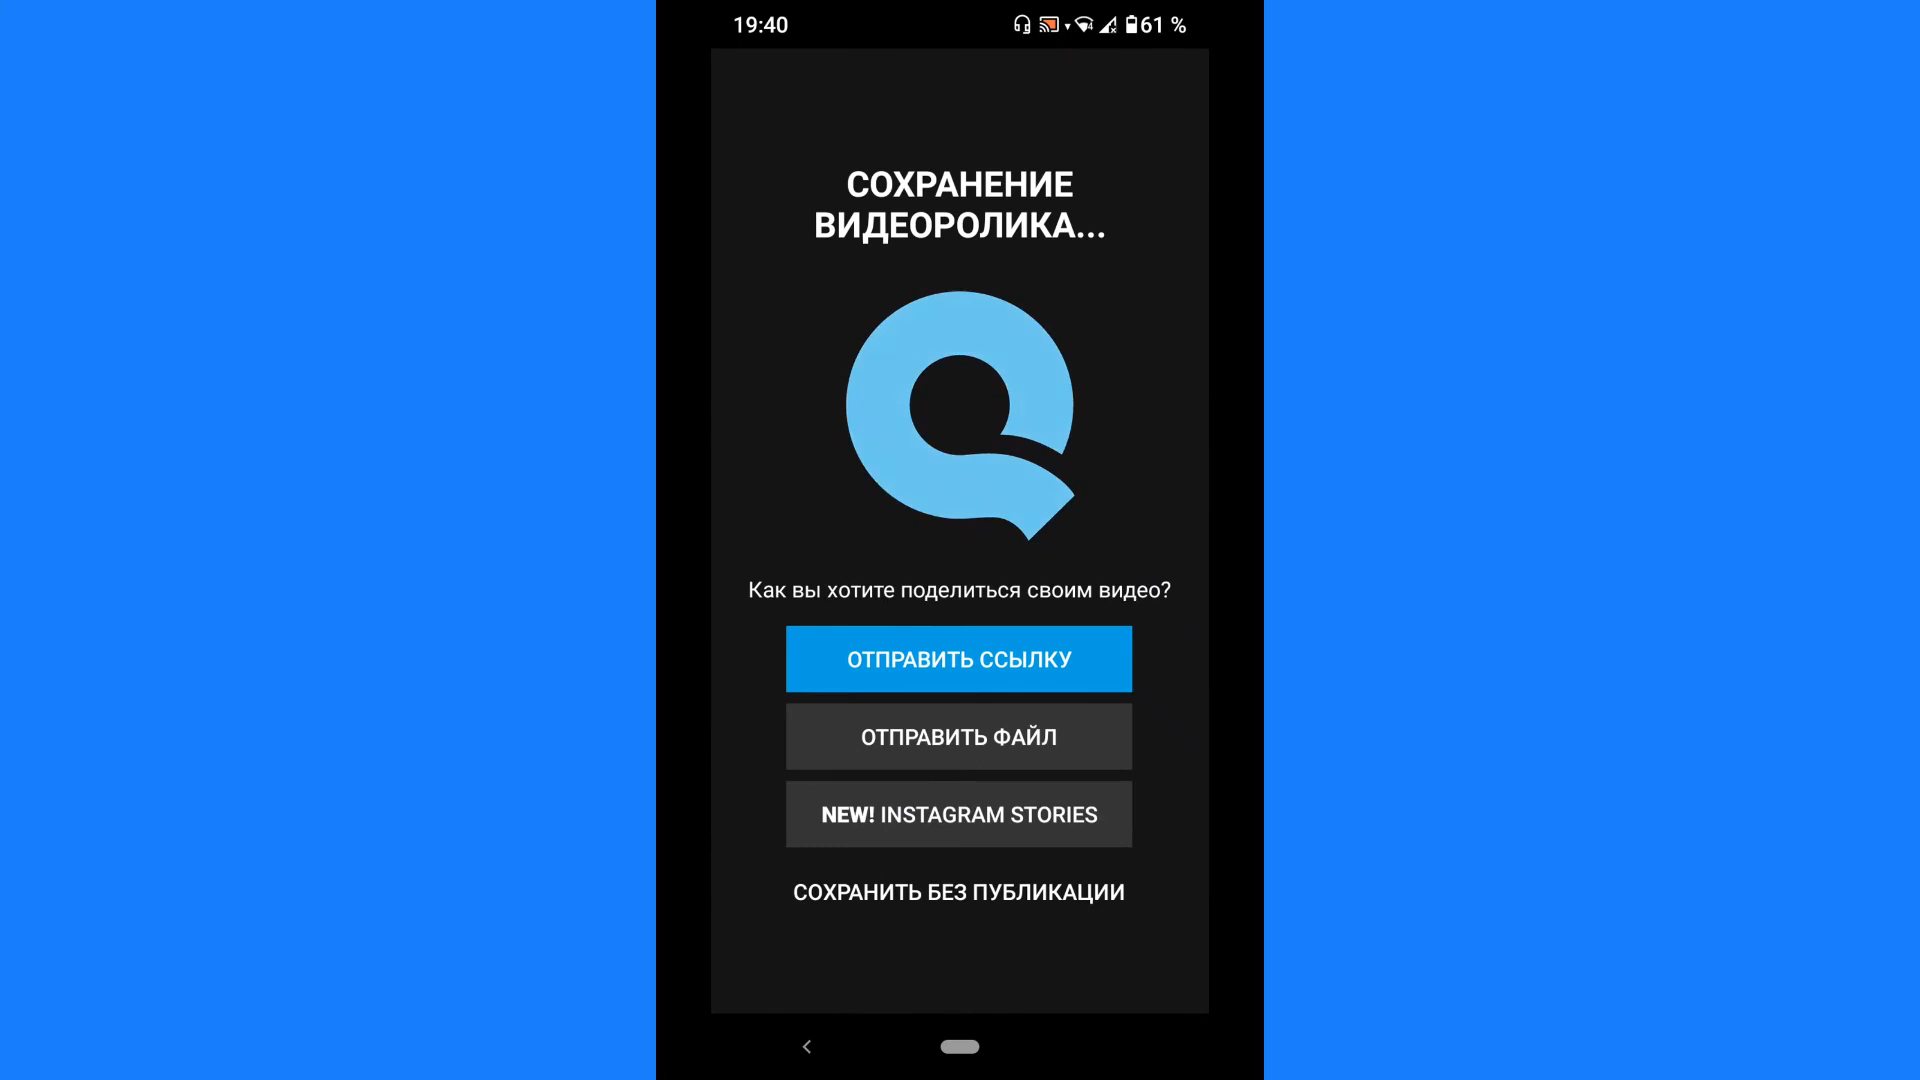 19:40
61 %
СОХРАНЕНИЕ
ВИДЕОРОЛИКА...
Как вы хотите поделиться своим видео?
ОТПРАВИТЬ ССЫЛКУ
ОТПРАВИТЬ ФАЙЛ
NEW! INSTAGRAM STORIES
СОХРАНИТЬ БЕЗ ПУБЛИКАЦИИ